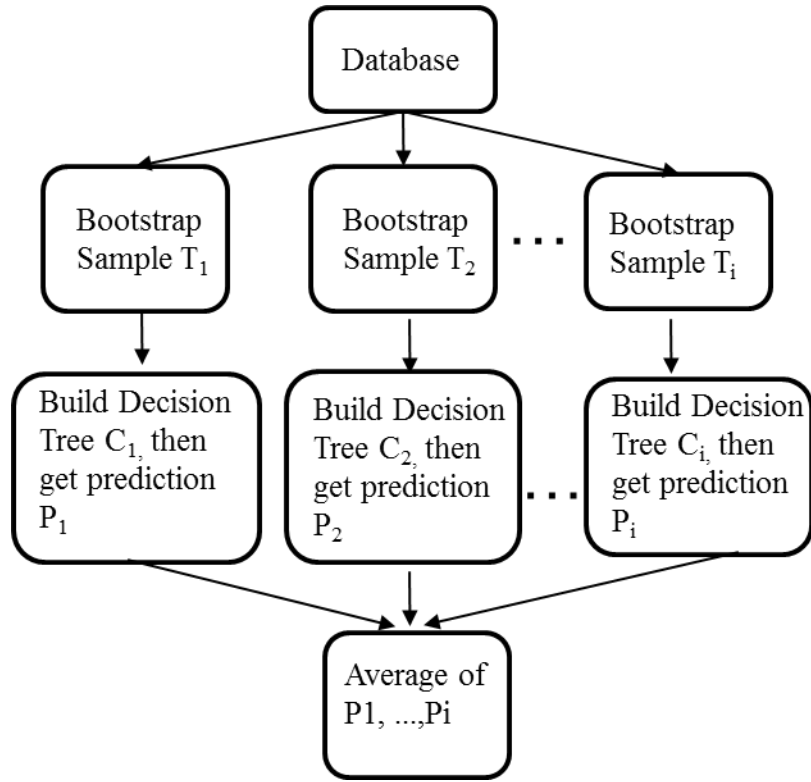 Database
Bootstrap
Sample T₁
Bootstrap
Sample T₂
...
Bootstrap
Sample Tᵢ
Build Decision
Tree C₁, then
get prediction
P₁
Build Decision
Tree C₂, then
get prediction
P₂
...
Build Decision
Tree Cᵢ, then
get prediction
Pᵢ
Average of
P1, ...,Pi